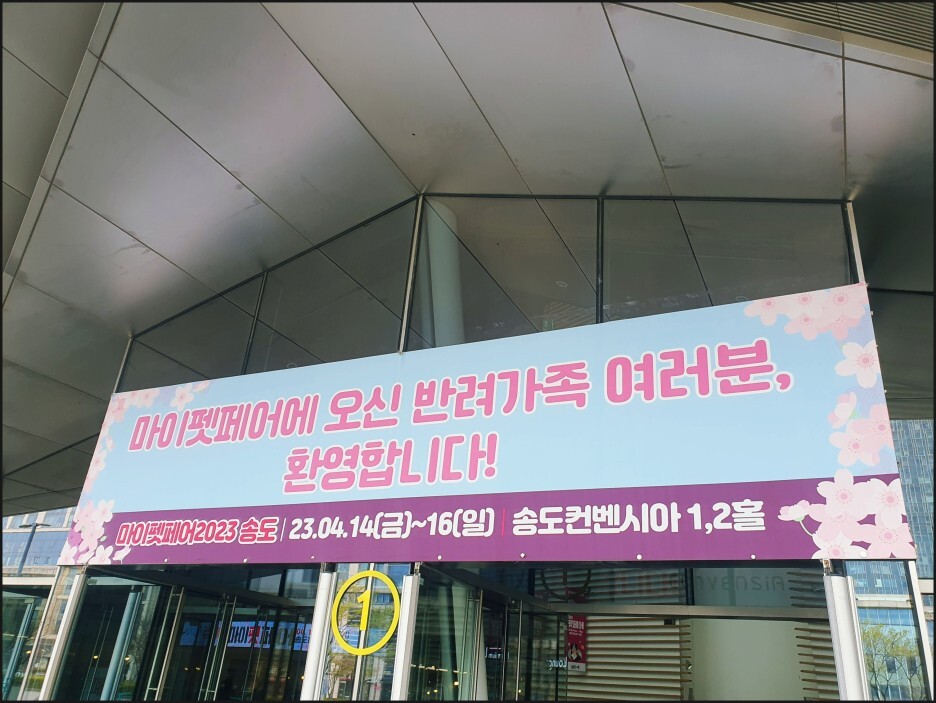 마이펫페어에 오신 반려가족 여러분,
환영합니다!
마이펫페어2023 송도 | 23.04.14(금)~16(일) | 송도컨벤시아 1,2홀
1